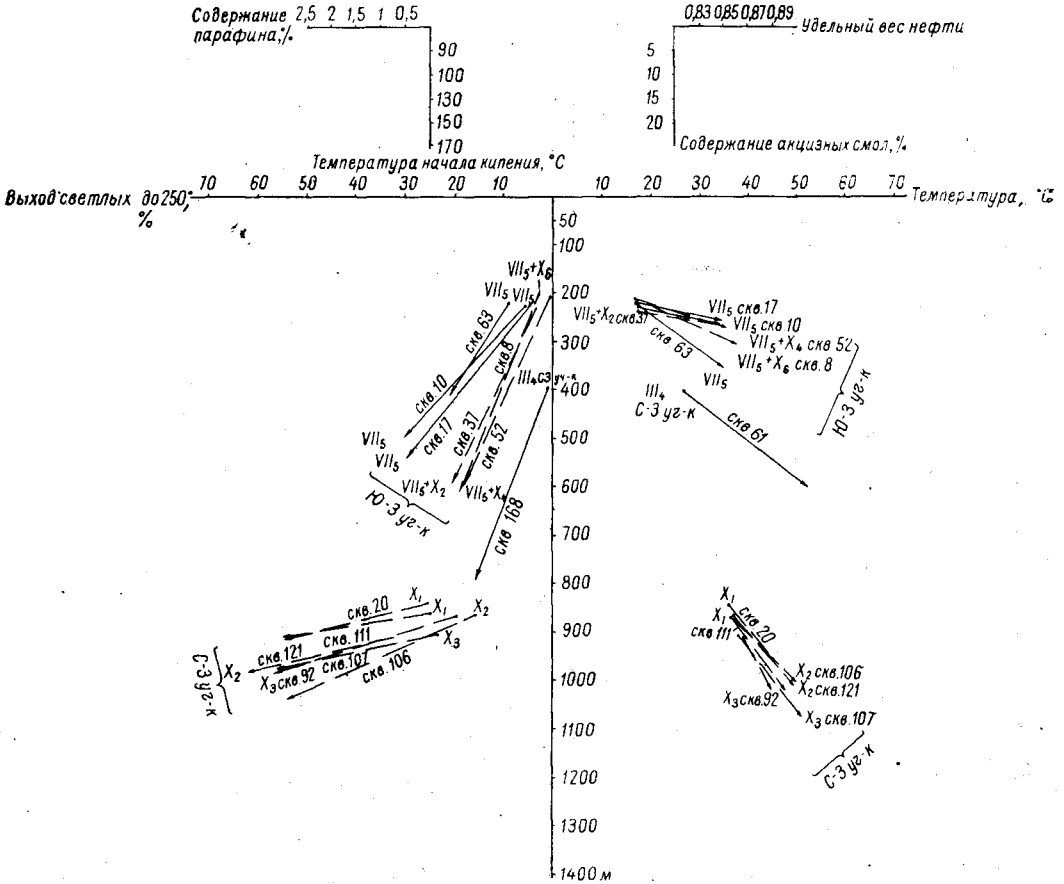 Содержание парафина,%
2,5 2 1,5 1 0,5
90
100
130
150
170
0,83 0,85 0,87 0,89
Удельный вес нефти
5
10
15
20
Содержание акцизных смол, %
Температура начала кипения, °С
Выход светлых до 250, %
70 60 50 40 30 20 10
10 20 30 40 50 60 70
Температура, °С
50
100
200
300
400
500
600
700
800
900
1000
1100
1200
1300
1400 м
VII₅+X₆
VII₅
VII₅
скв.63
скв.8
III₄ СЗ уч-к
скв.10
скв.17
скв.37
скв.52
VII₅
VII₅
VII₅+X₂
VII₅+X₄
Ю-З уг-к
скв 168
X₁
скв.20
X₁
X₂
скв.111
X₃
скв.121
скв.107
X₂
X₃ скв.92
скв.106
С-З уг-к
VII₅+X₂ скв.37
VII₅ скв.17
VII₅ скв.10
VII₅+X₄ скв 52
VII₅+X₆ скв.8
скв 63
VII₅
Ю-З уг-к
III₄
С-З уг-к
скв 61
X₁
X₁
скв.20
скв.111
X₂ скв.106
X₂ скв.121
X₃ скв.92
X₃ скв.107
С-З уг-к